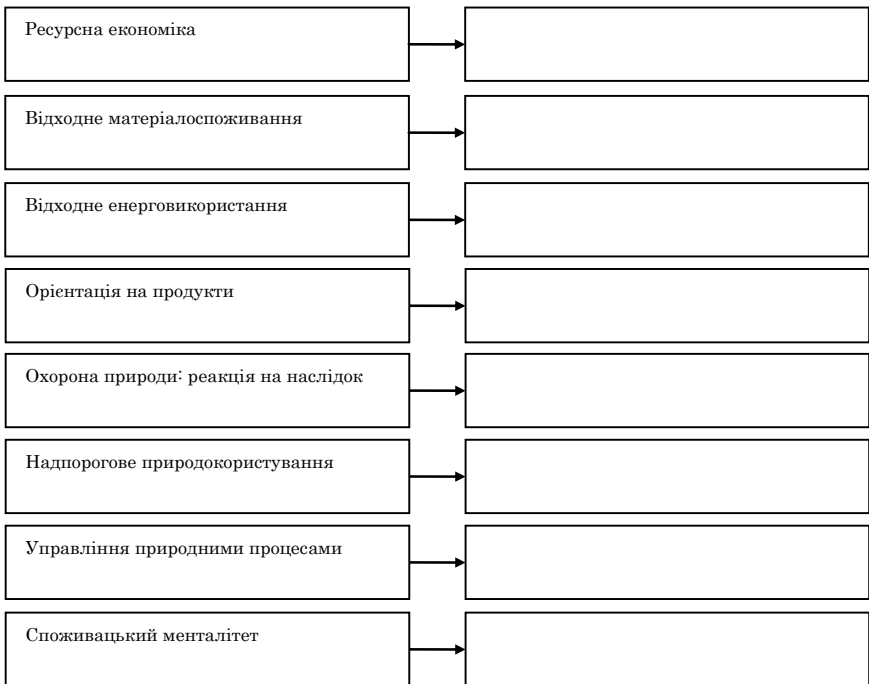 Ресурсна економіка
Відходне матеріалоспоживання
Відходне енерговикористання
Орієнтація на продукти
Охорона природи: реакція на наслідок
Надпорогове природокористування
Управління природними процесами
Споживацький менталітет